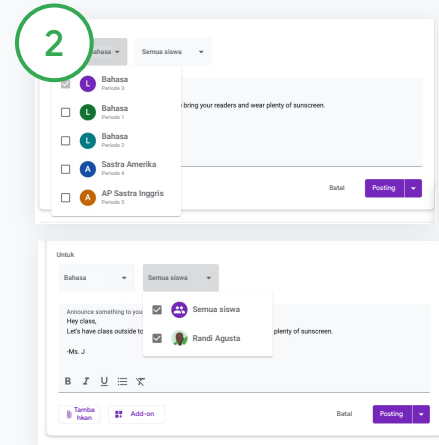 2
Bahasa
Semua siswa
Bahasa
Periode 3
Bahasa
Periode 1
Bahasa
Periode 2
Sastra Amerika
Periode 4
AP Sastra Inggris
Periode 5
bring your readers and wear plenty of sunscreen.
Batal
Posting
Untuk
Bahasa
Semua siswa
Announce something to you
Hey class,
Let's have class outside to
plenty of sunscreen.
-Ms. J
Semua siswa
Randi Agusta
B I U
Tamba
hkan
Add-on
Batal
Posting